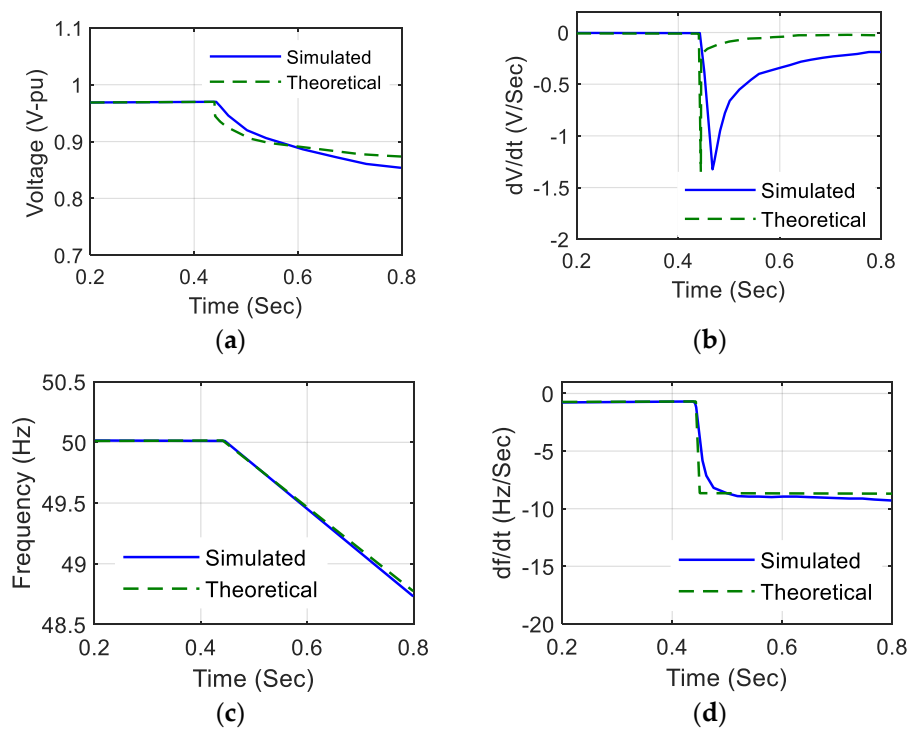 1.1
1
0.9
0.8
0.7
Voltage (V-pu)
Simulated
Theoretical
0.2 0.4 0.6 0.8
Time (Sec)
(a)
0
-0.5
-1
-1.5
-2
dV/dt (V/Sec)
Simulated
Theoretical
0.2 0.4 0.6 0.8
Time (Sec)
(b)
50.5
50
49.5
49
48.5
Frequency (Hz)
Simulated
Theoretical
0.2 0.4 0.6 0.8
Time (Sec)
(c)
0
-5
-10
-15
-20
df/dt (Hz/Sec)
Simulated
Theoretical
0.2 0.4 0.6 0.8
Time (Sec)
(d)